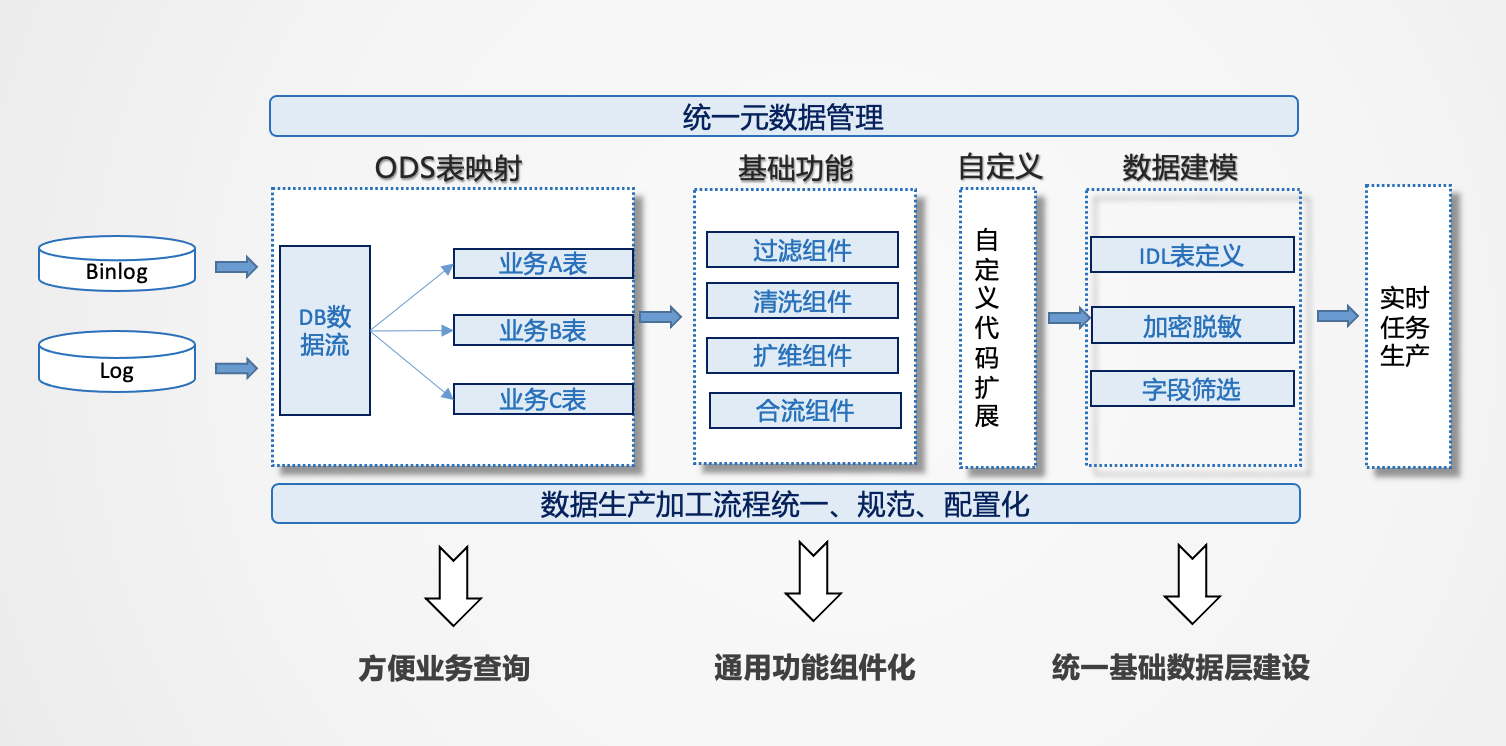 统一元数据管理
ODS表映射
基础功能
自定义
数据建模
Binlog
Log
DB数
据流
业务A表
业务B表
业务C表
过滤组件
清洗组件
扩维组件
合流组件
自
定
义
代
码
扩
展
IDL表定义
加密脱敏
字段筛选
实时
任务
生产
数据生产加工流程统一、规范、配置化
方便业务查询
通用功能组件化
统一基础数据层建设